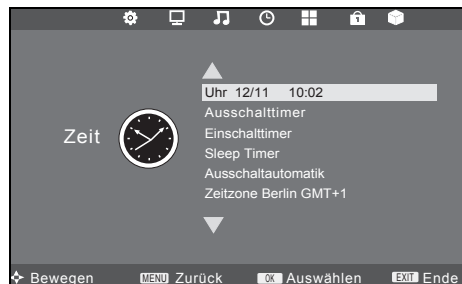 Uhr 12/11 10:02
Ausschalttimer
Einschalttimer
Zeit
Sleep Timer
Ausschaltautomatik
Zeitzone Berlin GMT+1
Bewegen MENU Zurück OK Auswählen EXIT Ende